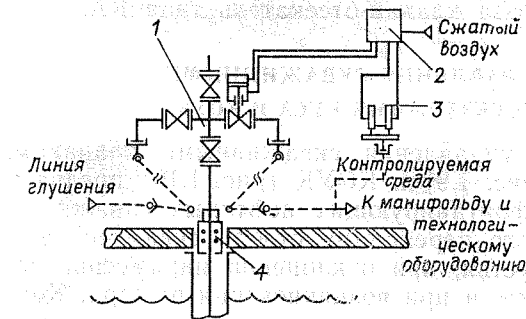 1
Сжатый
воздух
2
3
Линия
глушения
Контролируемая
среда
К манифольду и
технологи-
ческому
оборудованию
4